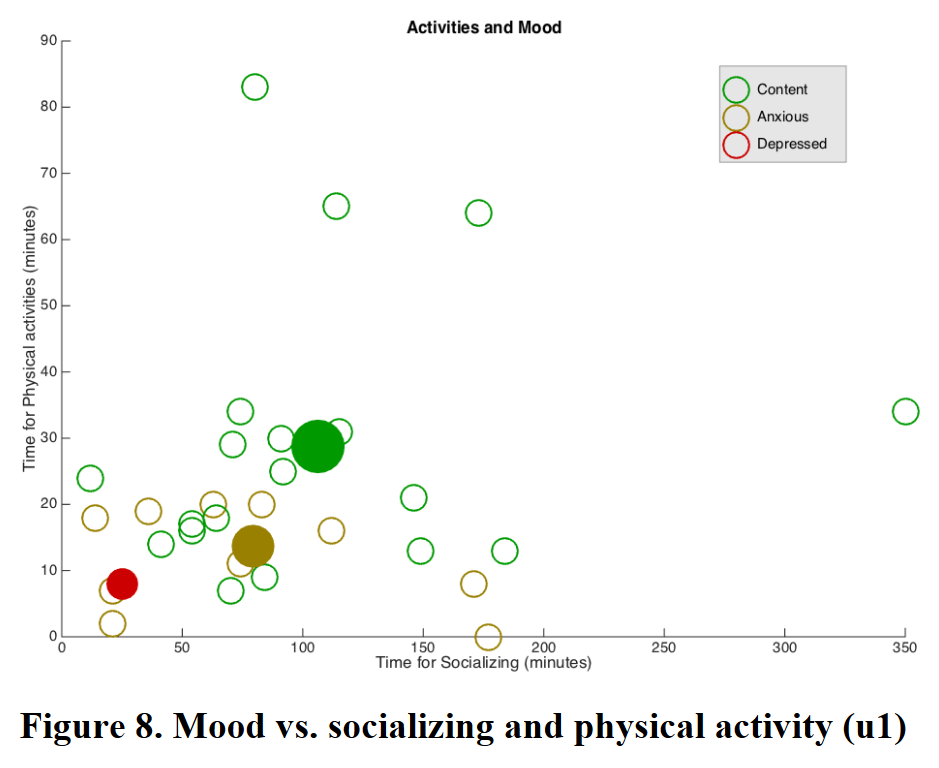 Activities and Mood
90
80
70
60
50
40
30
20
10
0
Time for Physical activities (minutes)
Content
Anxious
Depressed
0 50 100 150 200 250 300 350
Time for Socializing (minutes)
Figure 8. Mood vs. socializing and physical activity (u1)